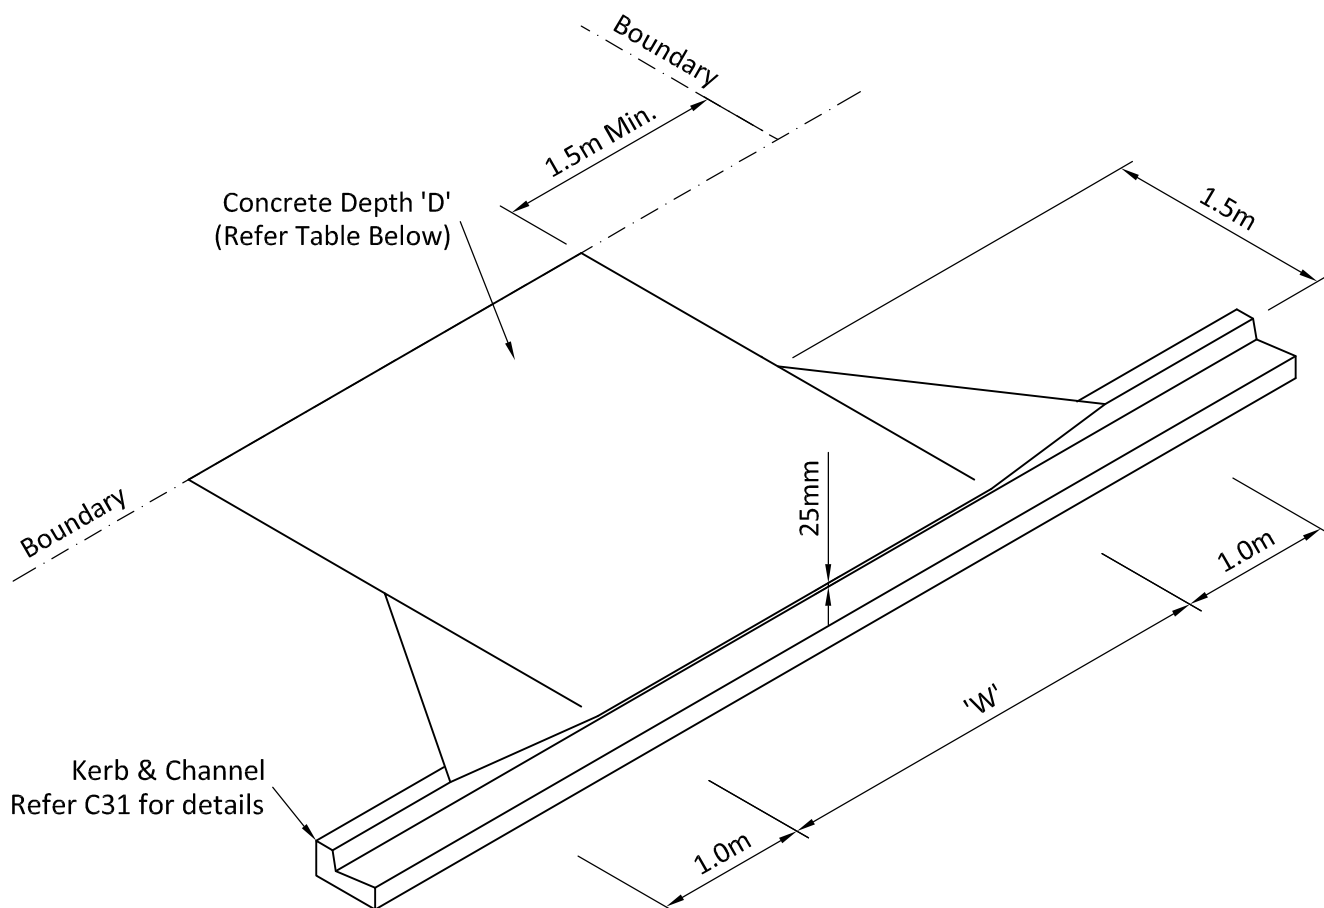 Boundary
1.5m Min.
Concrete Depth 'D'
(Refer Table Below)
1.5m
Boundary
25mm
1.0m
'W'
Kerb & Channel
Refer C31 for details
1.0m